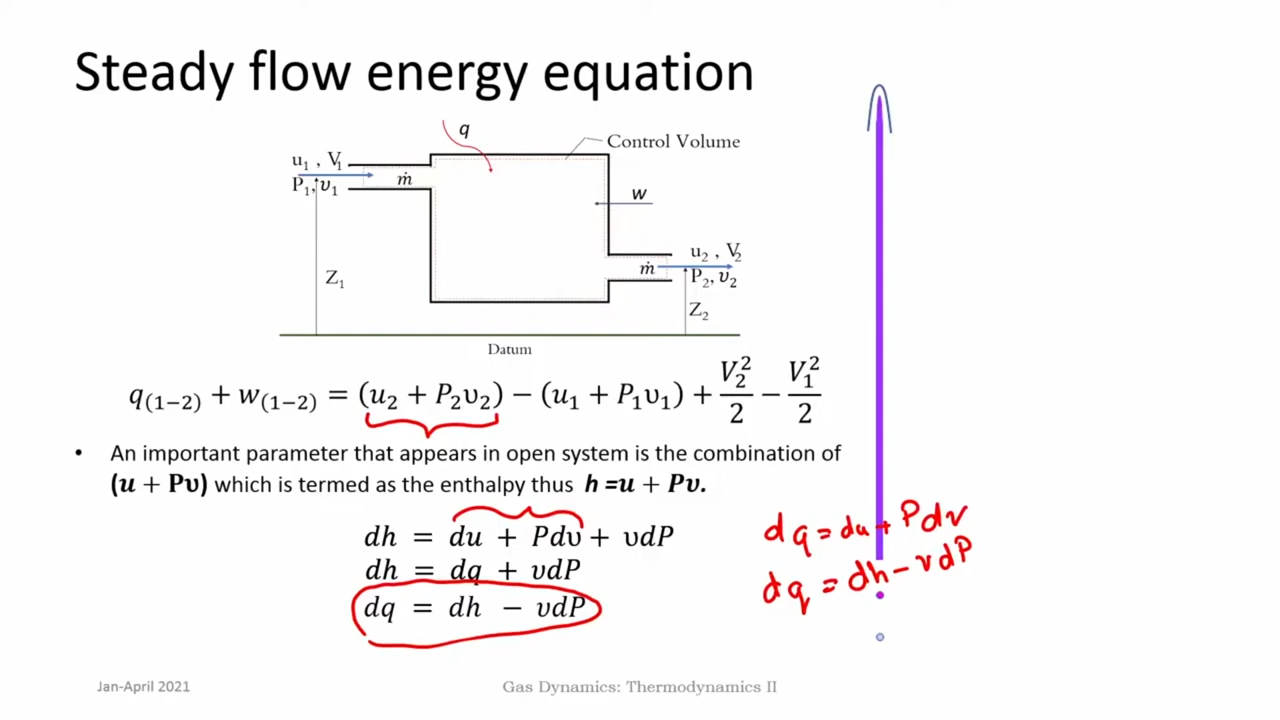 Steady flow energy equation
q
Control Volume
u₁ , V₁
P₁, υ₁
ṁ
w
u₂ , V₂
ṁ
P₂, υ₂
Z₁
Z₂
Datum
q₍₁₋₂₎ + w₍₁₋₂₎ = (u₂ + P₂υ₂) − (u₁ + P₁υ₁) + V₂²/2 − V₁²/2
• An important parameter that appears in open system is the combination of
(u + Pυ) which is termed as the enthalpy thus h =u + Pυ.
dh = du + Pdυ + υdP
dh = dq + υdP
dq = dh − υdP
dq = du + Pdv
dq = dh − vdP
Jan-April 2021
Gas Dynamics: Thermodynamics II